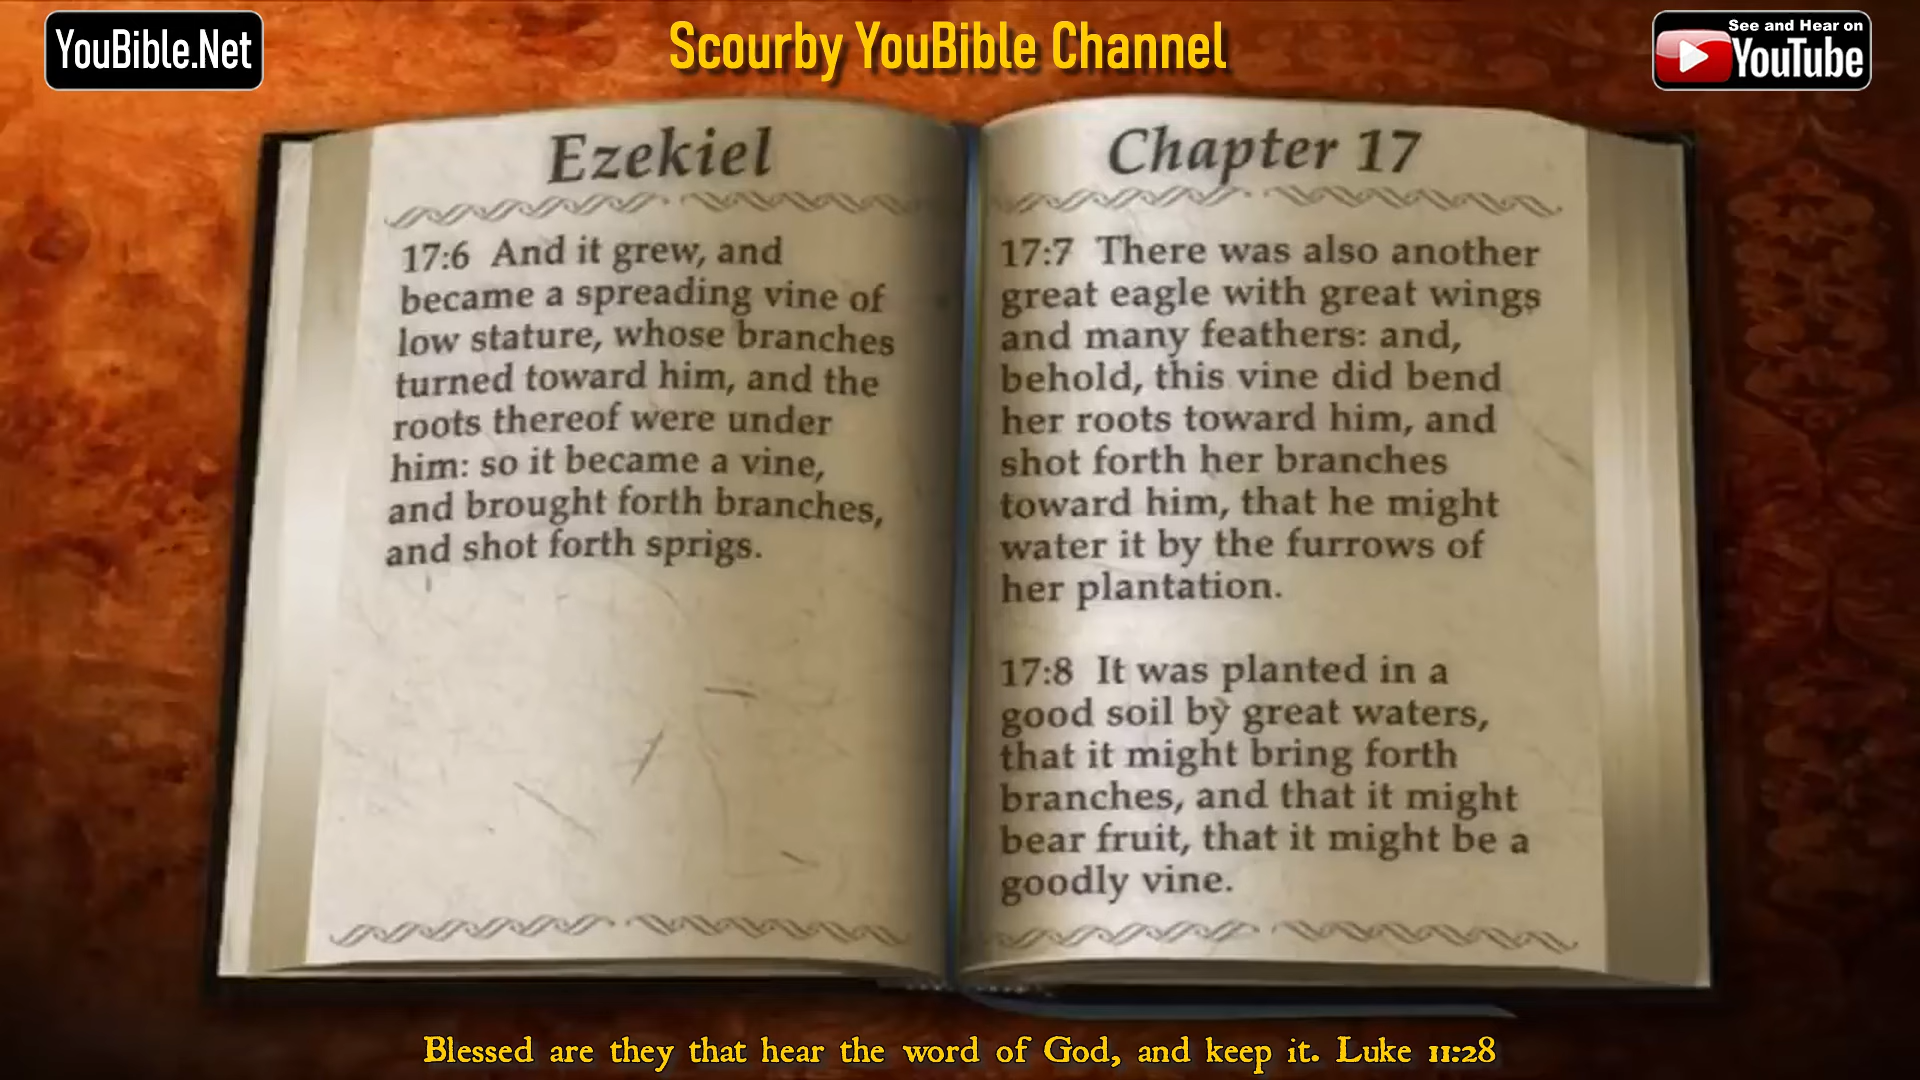 YouBible.Net
Scourby YouBible Channel
See and Hear on
YouTube
Ezekiel
17:6 And it grew, and
became a spreading vine of
low stature, whose branches
turned toward him, and the
roots thereof were under
him: so it became a vine,
and brought forth branches,
and shot forth sprigs.
Chapter 17
17:7 There was also another
great eagle with great wings
and many feathers: and,
behold, this vine did bend
her roots toward him, and
shot forth her branches
toward him, that he might
water it by the furrows of
her plantation.
17:8 It was planted in a
good soil by great waters,
that it might bring forth
branches, and that it might
bear fruit, that it might be a
goodly vine.
Blessed are they that hear the word of God, and keep it. Luke 11:28